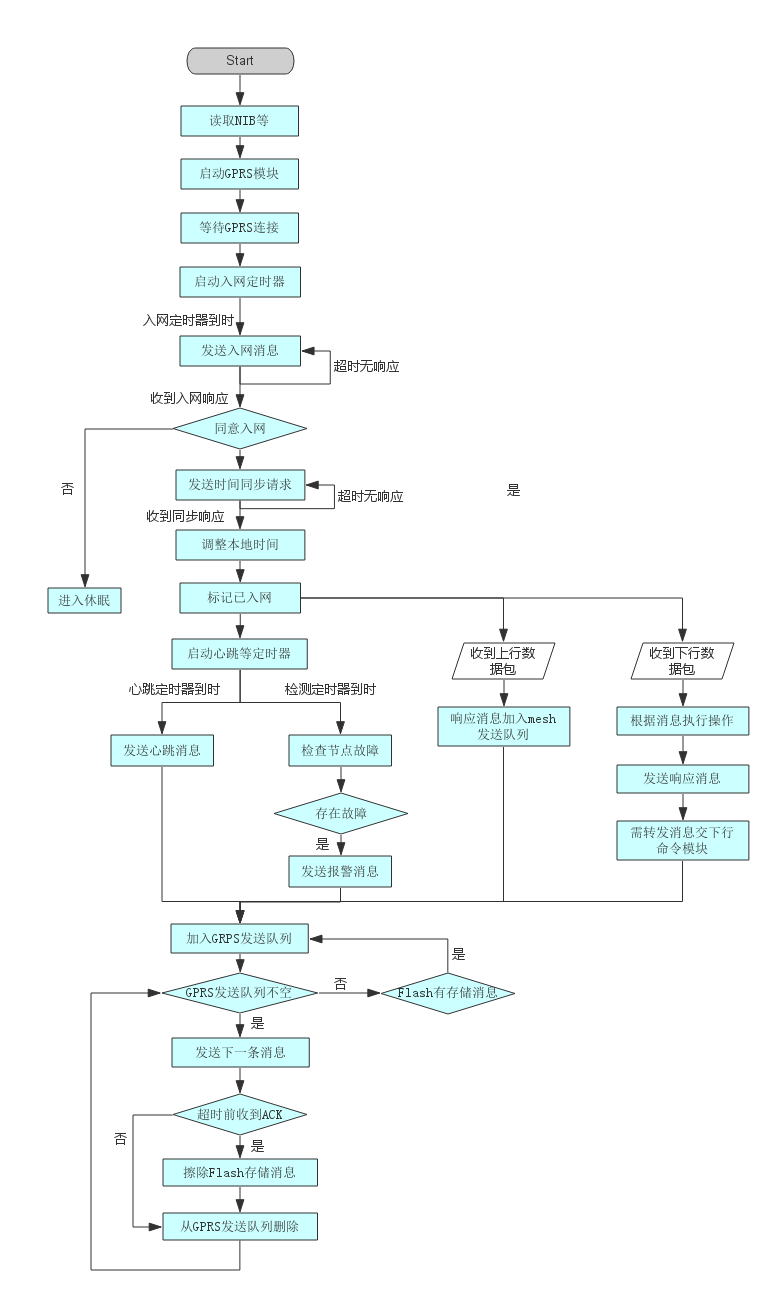 Start
读取NIB等
启动GPRS模块
等待GPRS连接
启动入网定时器
入网定时器到时
发送入网消息
超时无响应
收到入网响应
同意入网
否
发送时间同步请求
超时无响应
是
收到同步响应
调整本地时间
进入休眠
标记已入网
启动心跳等定时器
收到上行数
据包
收到下行数
据包
心跳定时器到时
检测定时器到时
响应消息加入mesh
发送队列
根据消息执行操作
发送心跳消息
检查节点故障
发送响应消息
存在故障
需转发消息交下行
命令模块
是
发送报警消息
加入GRPS发送队列
是
GPRS发送队列不空
否
Flash有存储消息
是
发送下一条消息
超时前收到ACK
否
是
擦除Flash存储消息
从GPRS发送队列删除